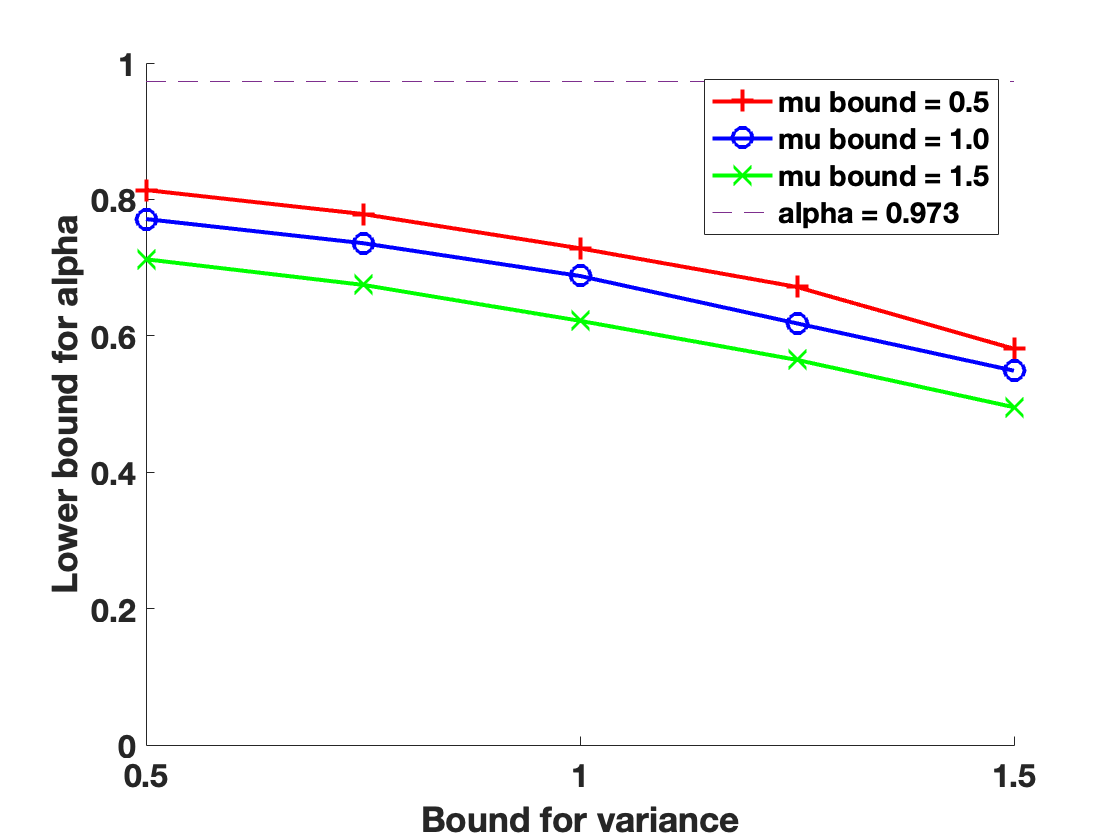 1
0.8
0.6
0.4
0.2
0
0.5
1
1.5
Lower bound for alpha
Bound for variance
mu bound = 0.5
mu bound = 1.0
mu bound = 1.5
alpha = 0.973